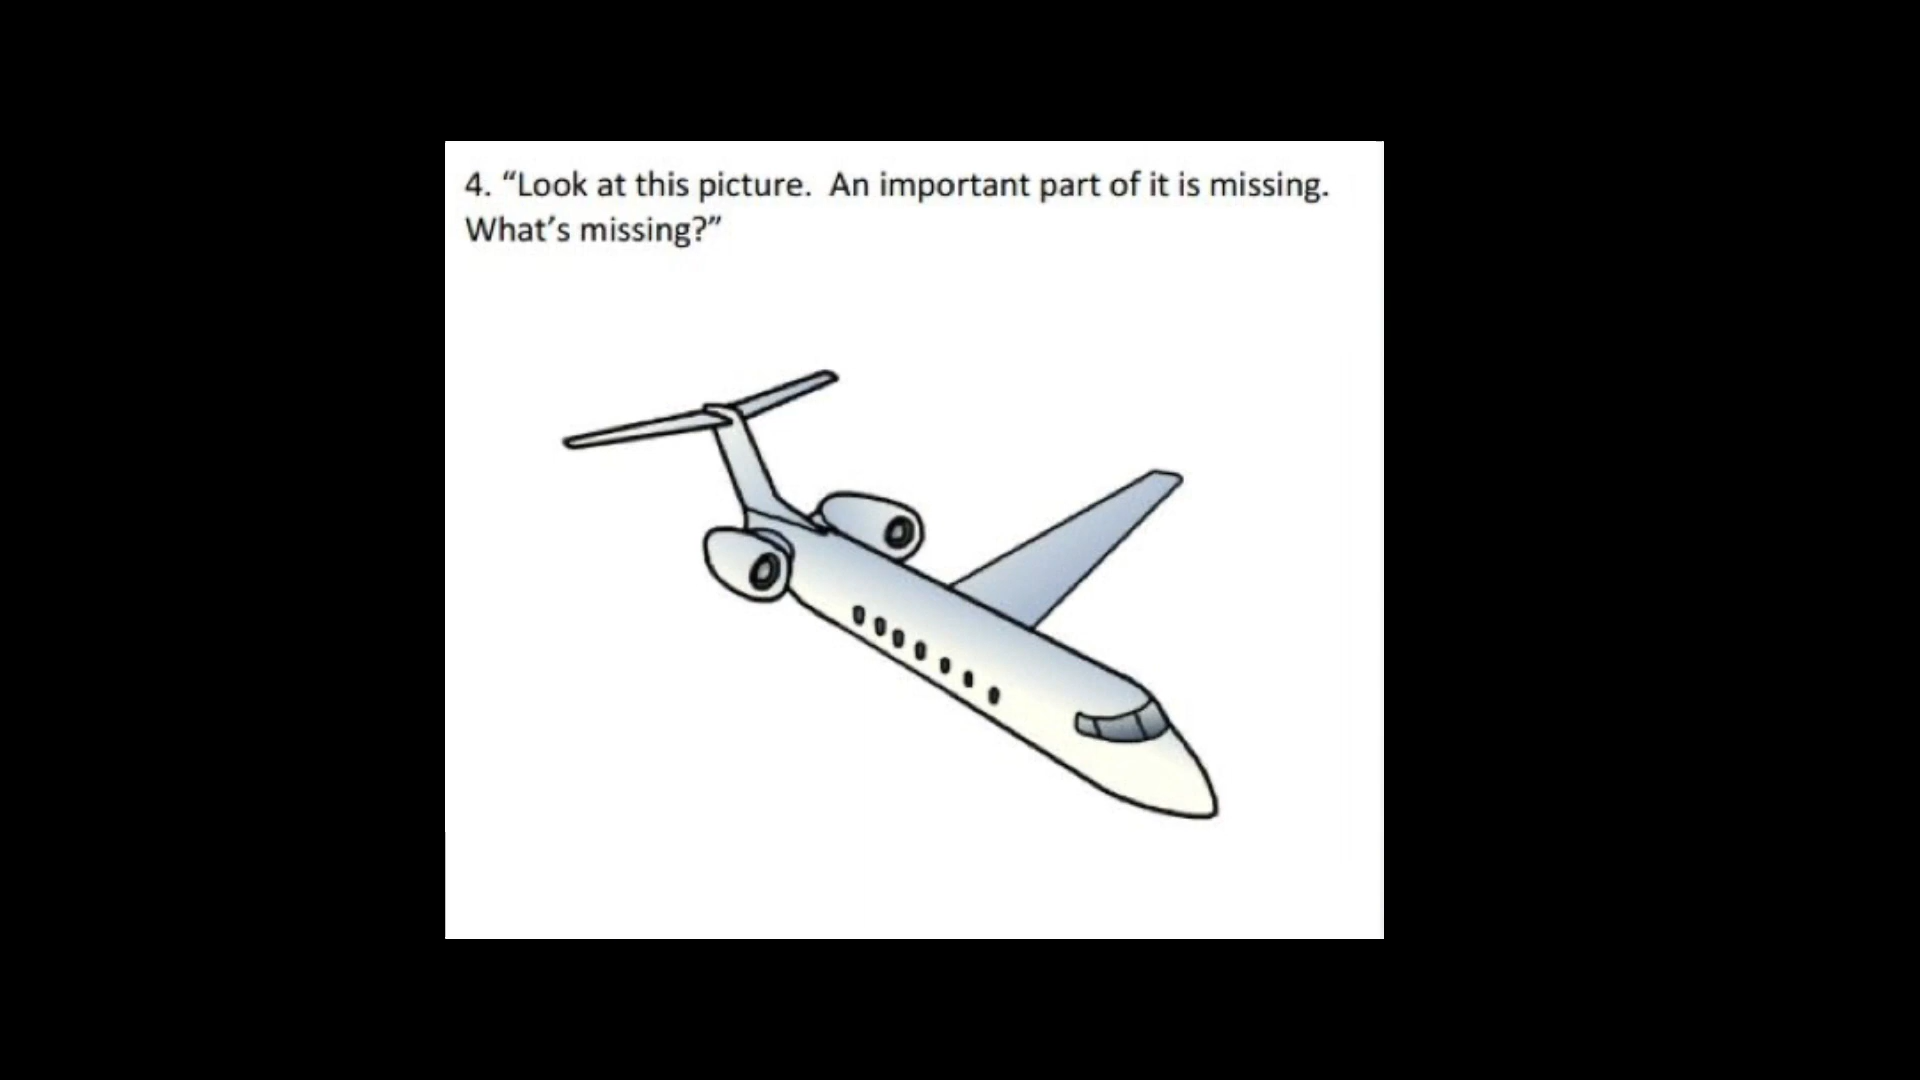 4. “Look at this picture.  An important part of it is missing.
What’s missing?”